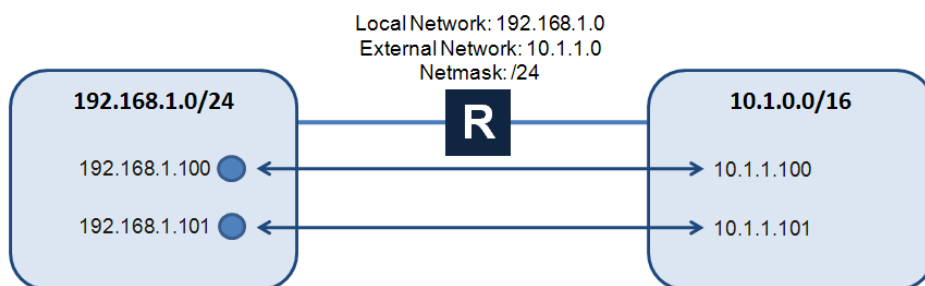 Local Network: 192.168.1.0
External Network: 10.1.1.0
Netmask: /24
192.168.1.0/24
R
10.1.0.0/16
192.168.1.100
10.1.1.100
192.168.1.101
10.1.1.101